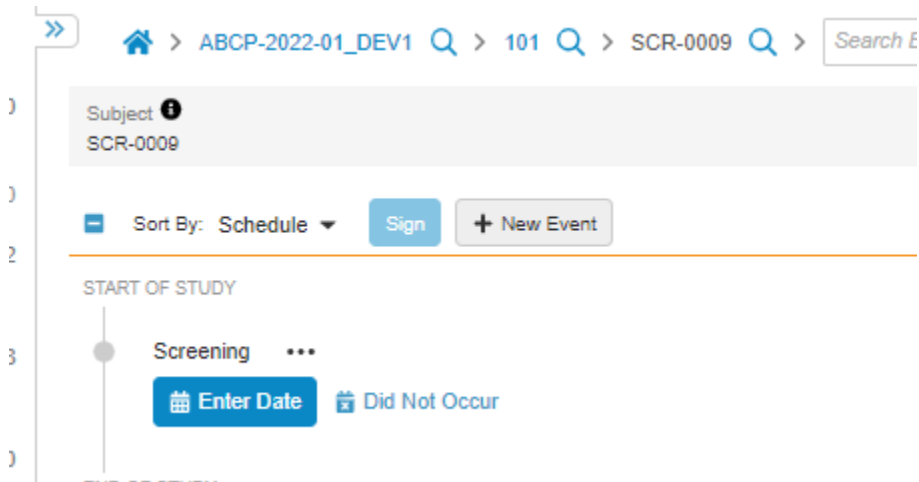 > ABCP-2022-01_DEV1 > 101 > SCR-0009 > Search
Subject
SCR-0009
Sort By: Schedule Sign + New Event
START OF STUDY
Screening ...
Enter Date Did Not Occur